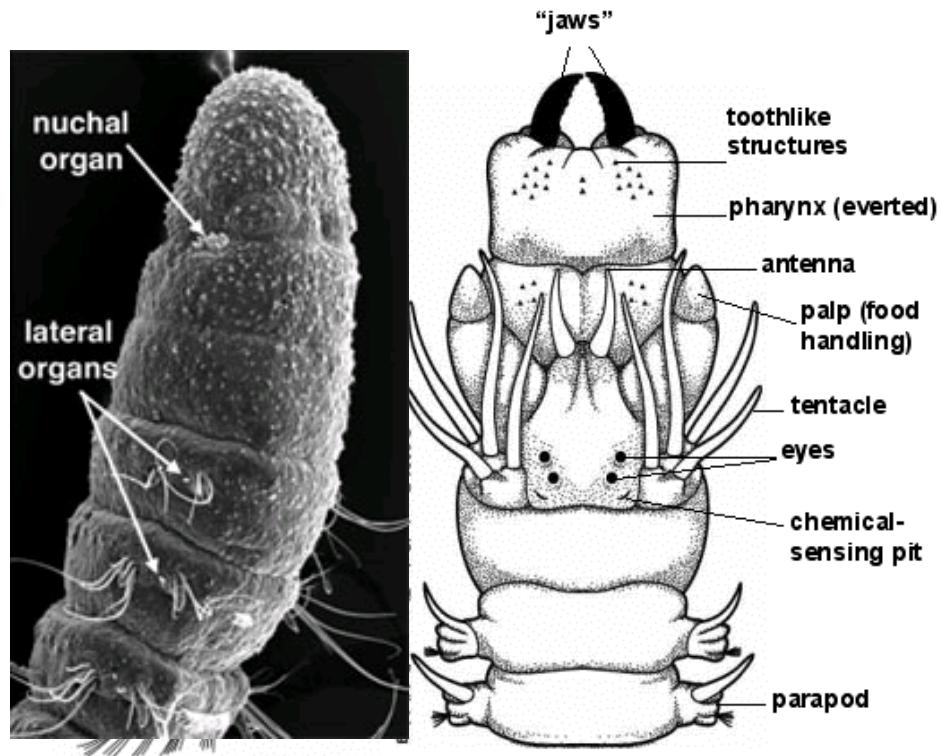 nuchal
organ
lateral
organs
“jaws”
toothlike
structures
pharynx (everted)
antenna
palp (food
handling)
tentacle
eyes
chemical-
sensing pit
parapod